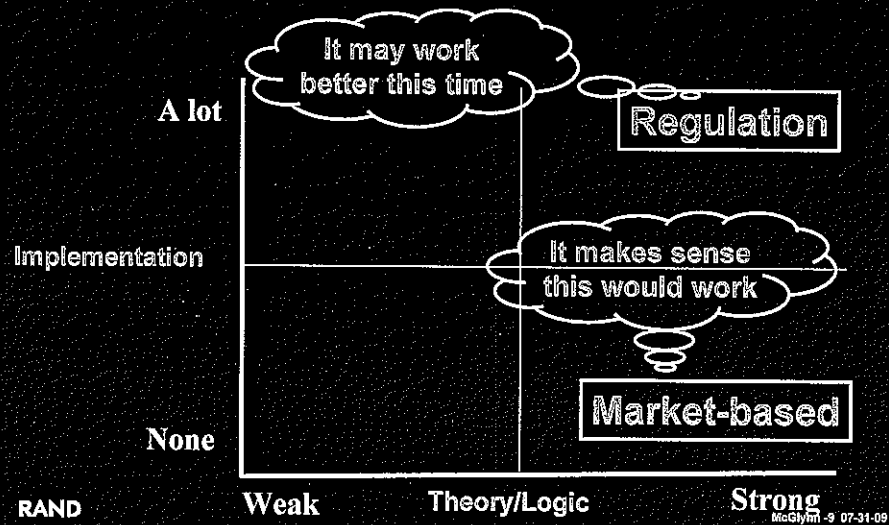 It may work
better this time
A lot
Regulation
Implementation
It makes sense
this would work
Market-based
None
Weak
Theory/Logic
Strong
RAND
McGlynn -9 07-31-09